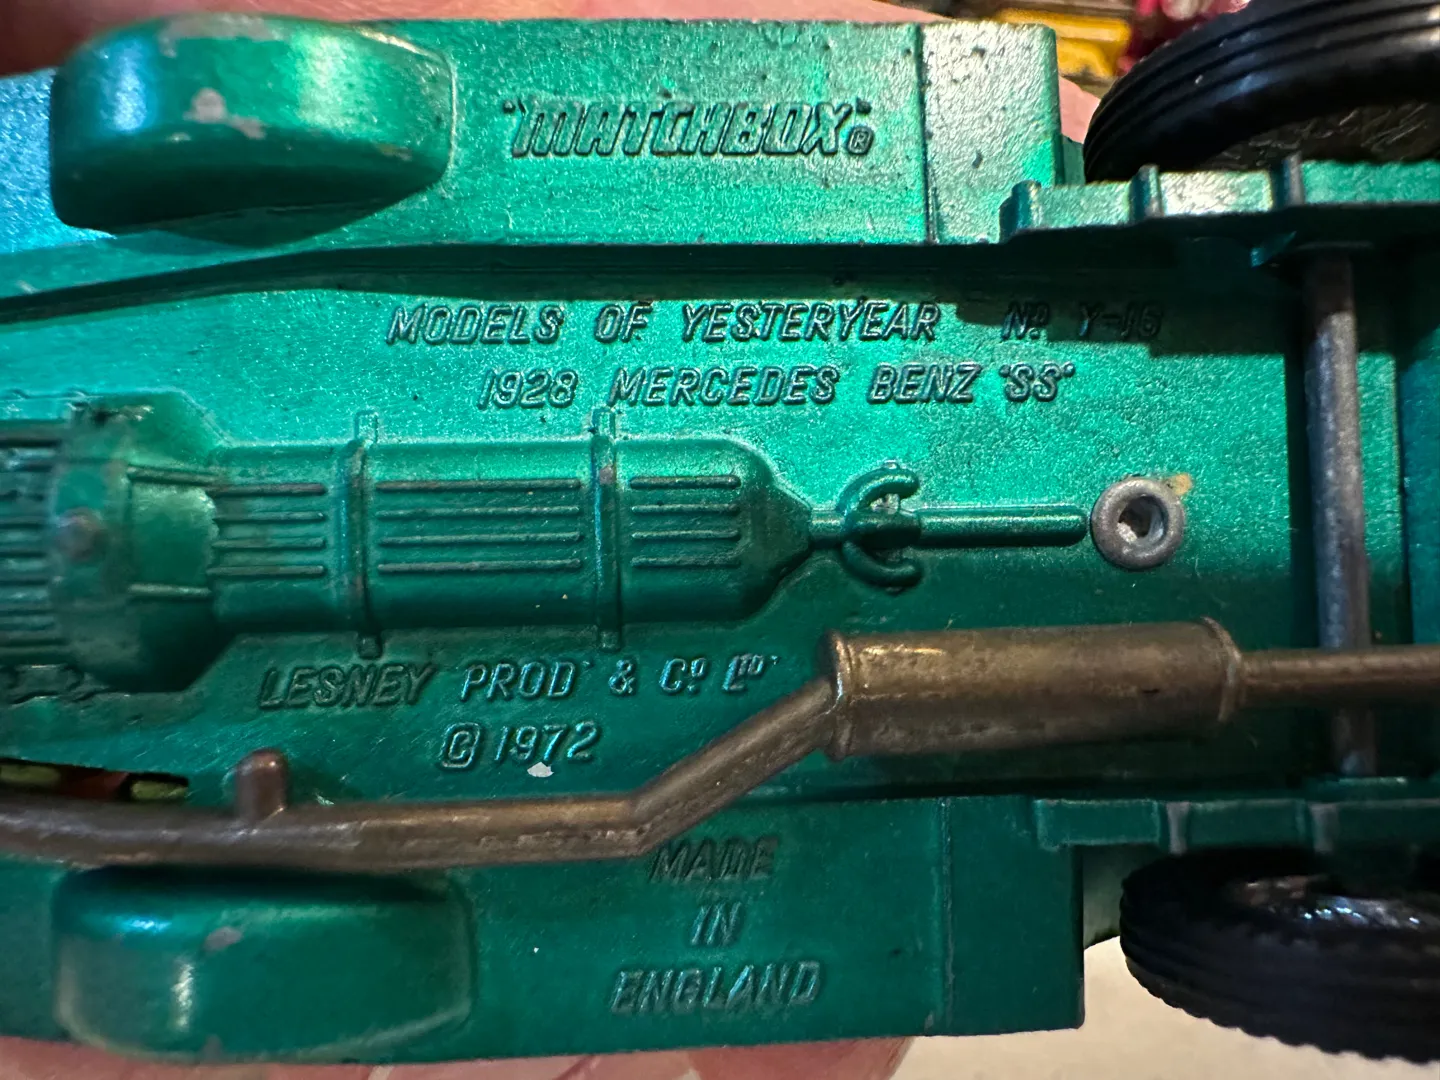 "MATCHBOX"®
MODELS OF YESTERYEAR Nº Y-16
1928 MERCEDES BENZ "SS"
LESNEY PROD & Cº Lᵀᴰ
© 1972
MADE
IN
ENGLAND